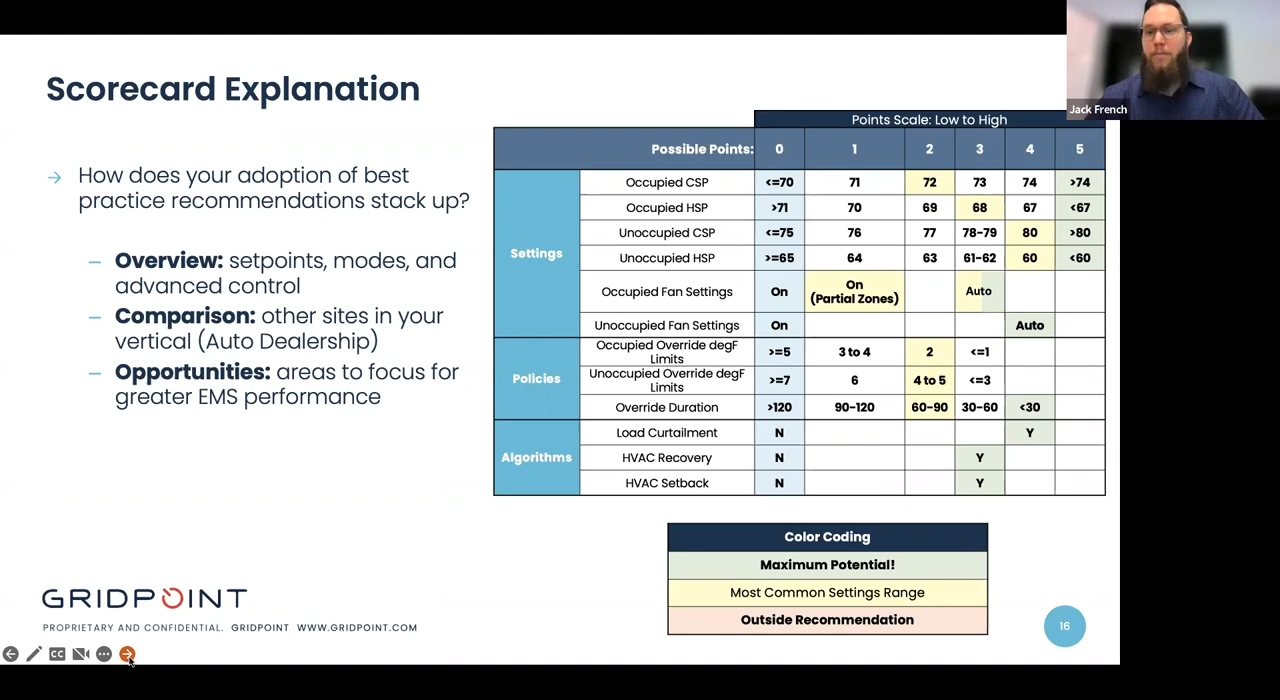 Jack French
Scorecard Explanation
→ How does your adoption of best
practice recommendations stack up?
– Overview: setpoints, modes, and
advanced control
– Comparison: other sites in your
vertical (Auto Dealership)
– Opportunities: areas to focus for
greater EMS performance
Points Scale: Low to High
Possible Points: 0 1 2 3 4 5
Settings
Occupied CSP <=70 71 72 73 74 >74
Occupied HSP >71 70 69 68 67 <67
Unoccupied CSP <=75 76 77 78-79 80 >80
Unoccupied HSP >=65 64 63 61-62 60 <60
Occupied Fan Settings On On (Partial Zones) Auto
Unoccupied Fan Settings On Auto
Policies
Occupied Override degF Limits >=5 3 to 4 2 <=1
Unoccupied Override degF Limits >=7 6 4 to 5 <=3
Override Duration >120 90-120 60-90 30-60 <30
Algorithms
Load Curtailment N Y
HVAC Recovery N Y
HVAC Setback N Y
Color Coding
Maximum Potential!
Most Common Settings Range
Outside Recommendation
GRIDPOINT
PROPRIETARY AND CONFIDENTIAL. GRIDPOINT WWW.GRIDPOINT.COM
16
CC